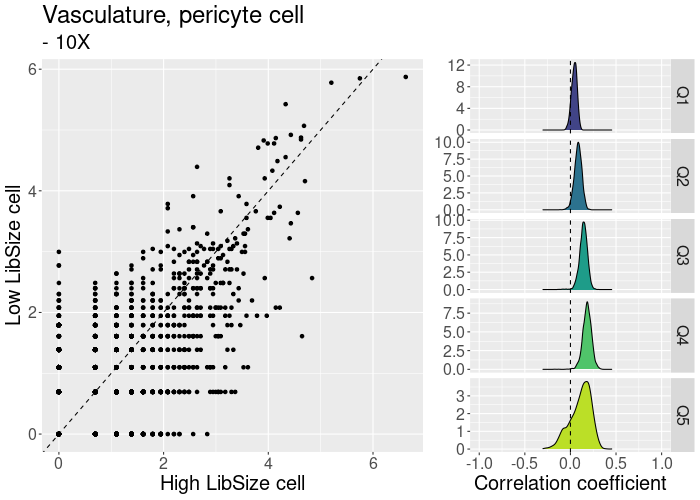 Vasculature, pericyte cell
- 10X
6
4
2
0
0 2 4 6
Low LibSize cell
High LibSize cell
12
8
4
0
Q1
10.0
7.5
5.0
2.5
0.0
Q2
10.0
7.5
5.0
2.5
0.0
Q3
7.5
5.0
2.5
0.0
Q4
3
2
1
0
Q5
-1.0 -0.5 0.0 0.5 1.0
Correlation coefficient